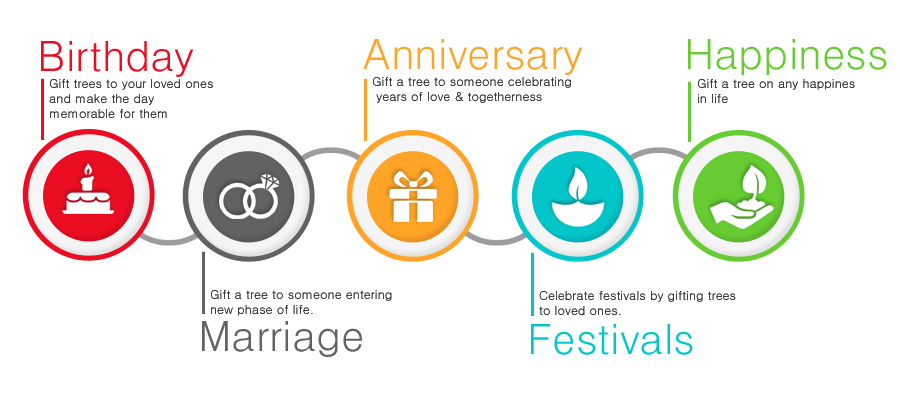 Birthday
Gift trees to your loved ones
and make the day
memorable for them
Gift a tree to someone entering
new phase of life.
Marriage
Anniversary
Gift a tree to someone celebrating
years of love & togetherness
Celebrate festivals by gifting trees
to loved ones.
Festivals
Happiness
Gift a tree on any happines
in life